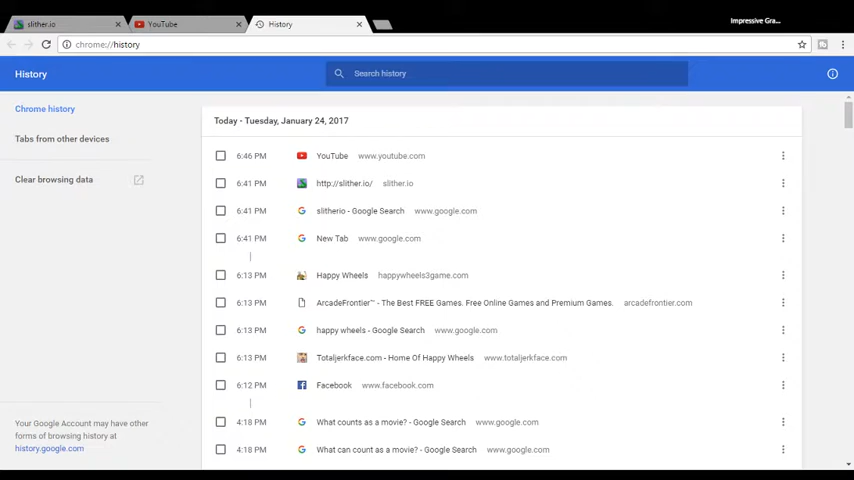 slither.io
YouTube
History
Impressive Gra...
chrome://history
History
Search history
Chrome history
Tabs from other devices
Clear browsing data
Today - Tuesday, January 24, 2017
6:46 PM YouTube www.youtube.com
6:41 PM http://slither.io/ slither.io
6:41 PM slitherio - Google Search www.google.com
6:41 PM New Tab www.google.com
6:13 PM Happy Wheels happywheels3game.com
6:13 PM ArcadeFrontier™ - The Best FREE Games. Free Online Games and Premium Games. arcadefrontier.com
6:13 PM happy wheels - Google Search www.google.com
6:13 PM Totaljerkface.com - Home Of Happy Wheels www.totaljerkface.com
6:12 PM Facebook www.facebook.com
4:18 PM What counts as a movie? - Google Search www.google.com
4:18 PM What can count as a movie? - Google Search www.google.com
Your Google Account may have other
forms of browsing history at
history.google.com